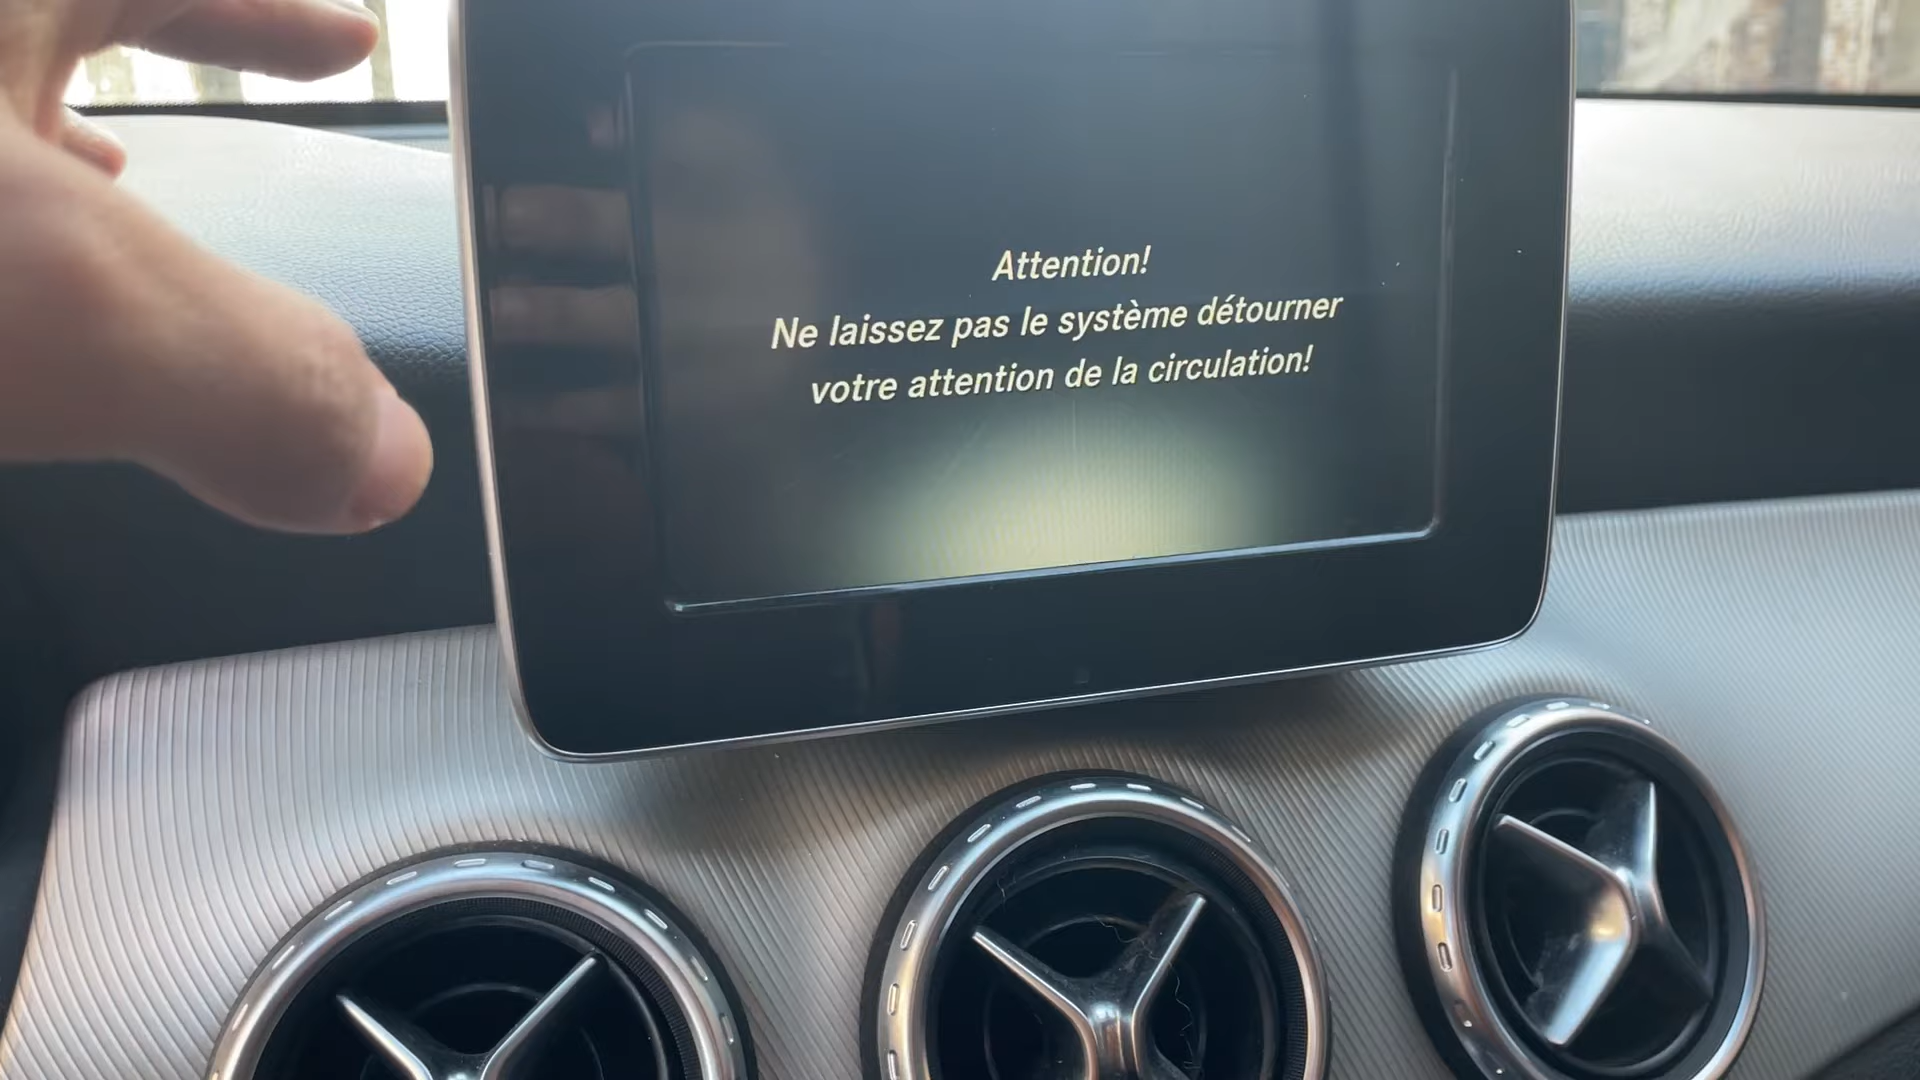 Attention!
Ne laissez pas le système détourner
votre attention de la circulation!